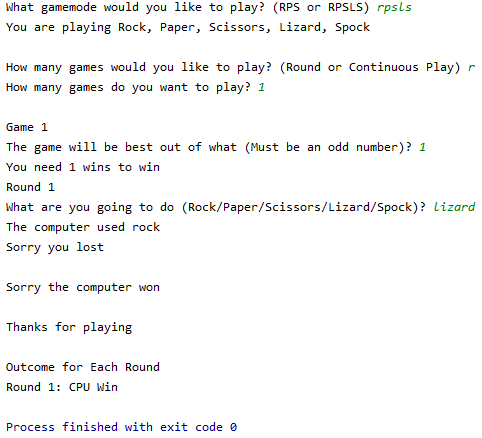 What gamemode would you like to play? (RPS or RPSLS) rpsls
You are playing Rock, Paper, Scissors, Lizard, Spock
How many games would you like to play? (Round or Continuous Play) r
How many games do you want to play? 1
Game 1
The game will be best out of what (Must be an odd number)? 1
You need 1 wins to win
Round 1
What are you going to do (Rock/Paper/Scissors/Lizard/Spock)? lizard
The computer used rock
Sorry you lost
Sorry the computer won
Thanks for playing
Outcome for Each Round
Round 1: CPU Win
Process finished with exit code 0